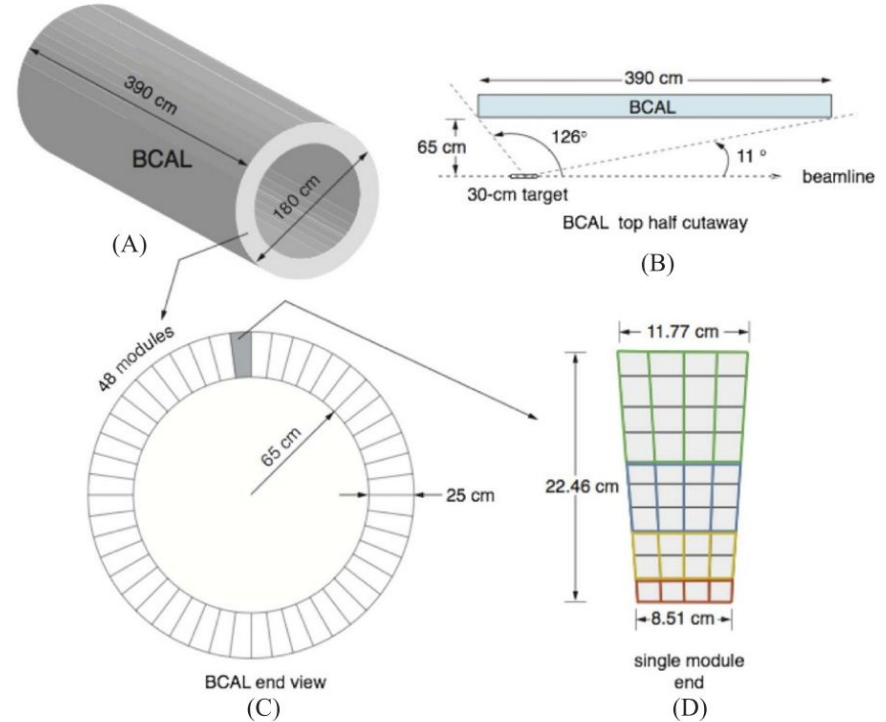 390 cm
BCAL
180 cm
(A)
390 cm
BCAL
65 cm
126°
11 °
beamline
30-cm target
BCAL top half cutaway
(B)
48 modules
65 cm
25 cm
BCAL end view
(C)
11.77 cm
22.46 cm
8.51 cm
single module
end
(D)